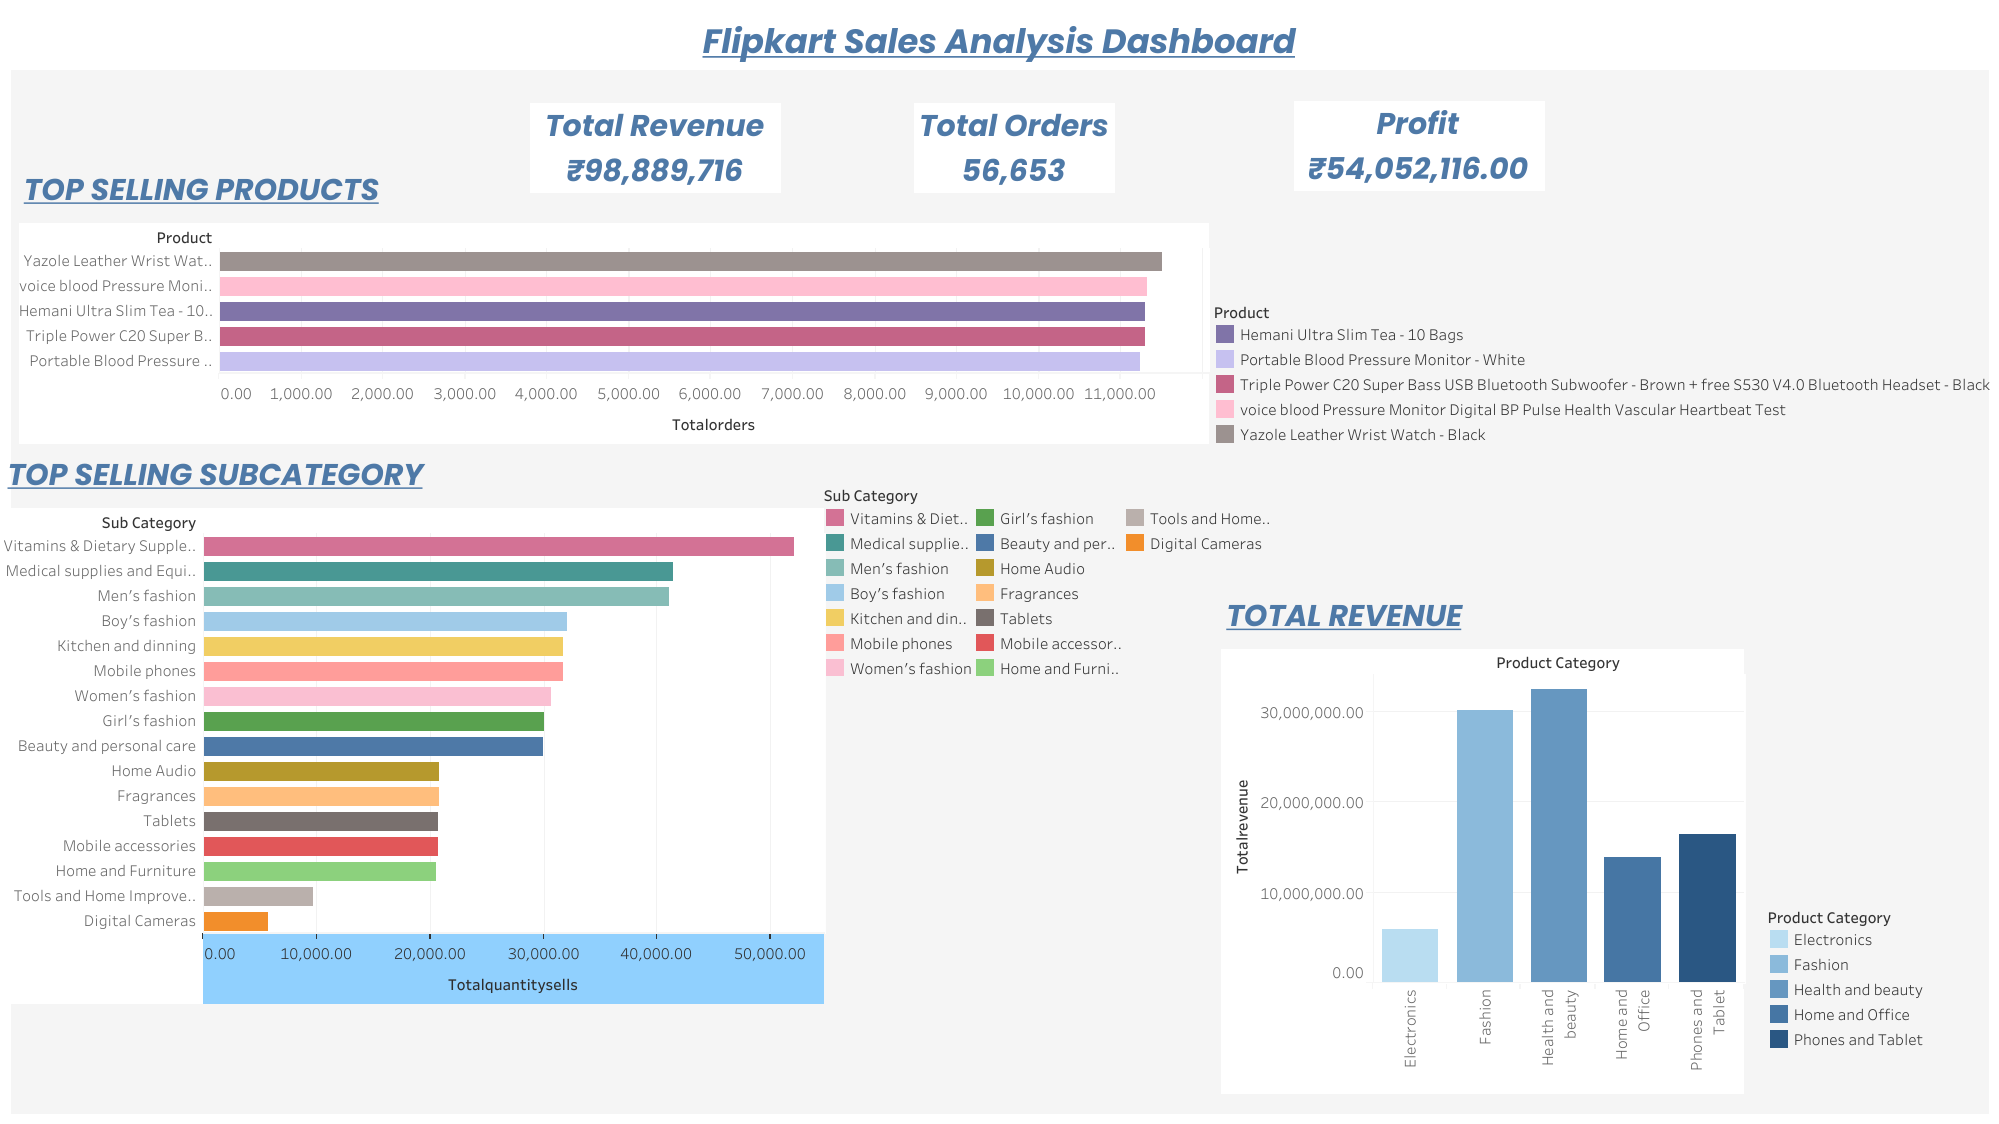 Flipkart Sales Analysis Dashboard
Total Revenue
₹98,889,716
Total Orders
56,653
Profit
₹54,052,116.00
TOP SELLING PRODUCTS
Product
Yazole Leather Wrist Wat..
voice blood Pressure Moni..
Hemani Ultra Slim Tea - 10..
Triple Power C20 Super B..
Portable Blood Pressure ..
0.00 1,000.00 2,000.00 3,000.00 4,000.00 5,000.00 6,000.00 7,000.00 8,000.00 9,000.00 10,000.00 11,000.00
Totalorders
Product
Hemani Ultra Slim Tea - 10 Bags
Portable Blood Pressure Monitor - White
Triple Power C20 Super Bass USB Bluetooth Subwoofer - Brown + free S530 V4.0 Bluetooth Headset - Black
voice blood Pressure Monitor Digital BP Pulse Health Vascular Heartbeat Test
Yazole Leather Wrist Watch - Black
TOP SELLING SUBCATEGORY
Sub Category
Vitamins & Dietary Supple..
Medical supplies and Equi..
Men's fashion
Boy's fashion
Kitchen and dinning
Mobile phones
Women's fashion
Girl's fashion
Beauty and personal care
Home Audio
Fragrances
Tablets
Mobile accessories
Home and Furniture
Tools and Home Improve..
Digital Cameras
0.00 10,000.00 20,000.00 30,000.00 40,000.00 50,000.00
Totalquantitysells
Sub Category
Vitamins & Diet..
Medical supplie..
Men's fashion
Boy's fashion
Kitchen and din..
Mobile phones
Women's fashion
Girl's fashion
Beauty and per..
Home Audio
Fragrances
Tablets
Mobile accessor..
Home and Furni..
Tools and Home..
Digital Cameras
TOTAL REVENUE
Product Category
Totalrevenue
30,000,000.00
20,000,000.00
10,000,000.00
0.00
Electronics
Fashion
Health and
beauty
Home and
Office
Phones and
Tablet
Product Category
Electronics
Fashion
Health and beauty
Home and Office
Phones and Tablet